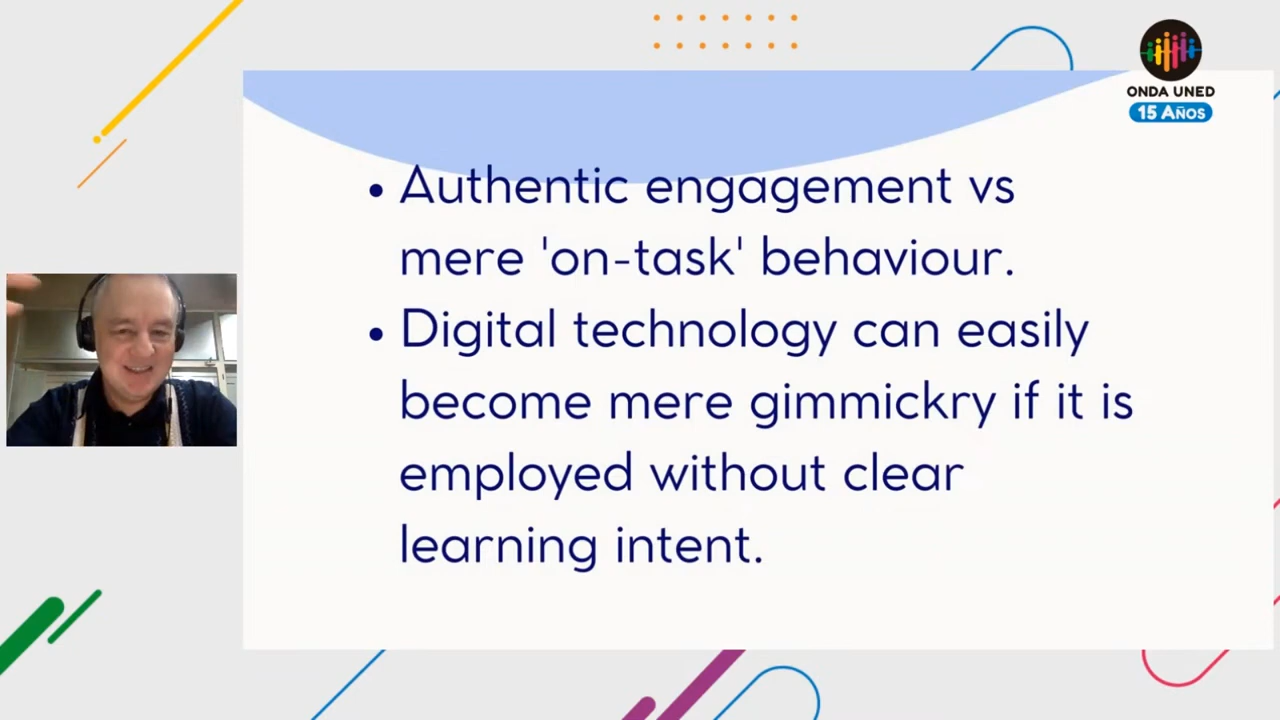 ONDA UNED
15 AÑOS
• Authentic engagement vs
mere 'on-task' behaviour.
• Digital technology can easily
become mere gimmickry if it is
employed without clear
learning intent.